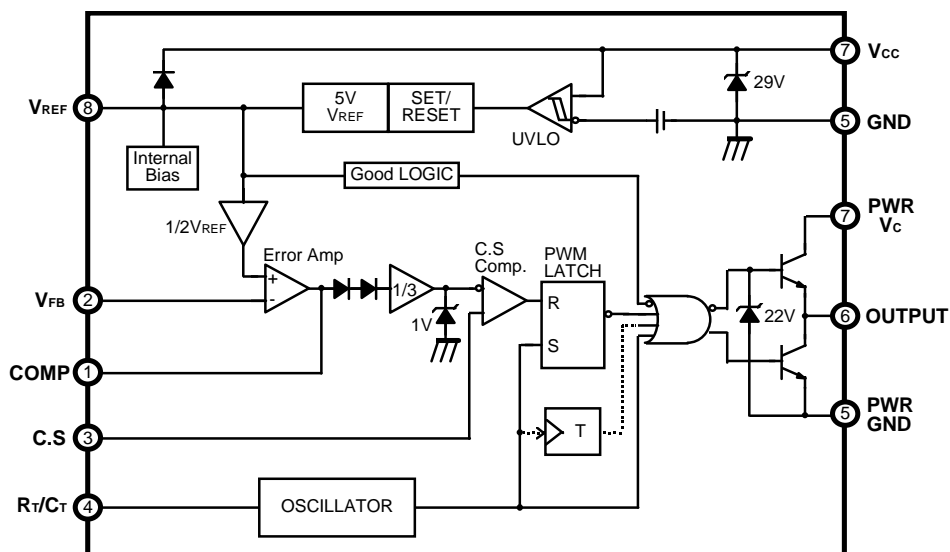 7 VCC
29V
VREF 8
5V VREF
SET/ RESET
UVLO
5 GND
Internal Bias
Good LOGIC
1/2VREF
7 PWR VC
Error Amp
C.S Comp.
PWM LATCH
+
-
1/3
1V
R
S
VFB 2
22V
6 OUTPUT
COMP 1
C.S 3
T
5 PWR GND
RT/CT 4
OSCILLATOR